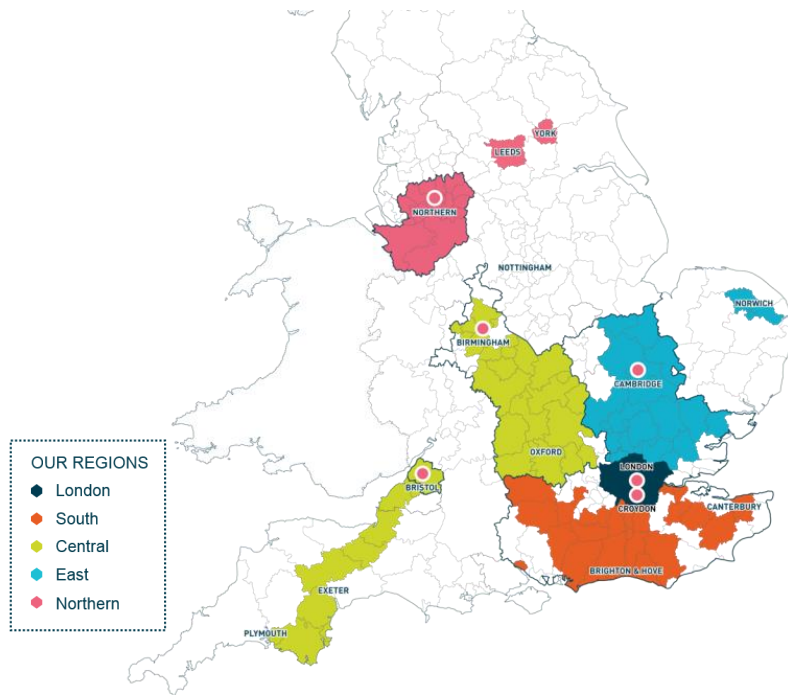 YORK
LEEDS
NORTHERN
NOTTINGHAM
NORWICH
BIRMINGHAM
CAMBRIDGE
OXFORD
LONDON
BRISTOL
CROYDON
CANTERBURY
BRIGHTON & HOVE
EXETER
PLYMOUTH
OUR REGIONS
London
South
Central
East
Northern